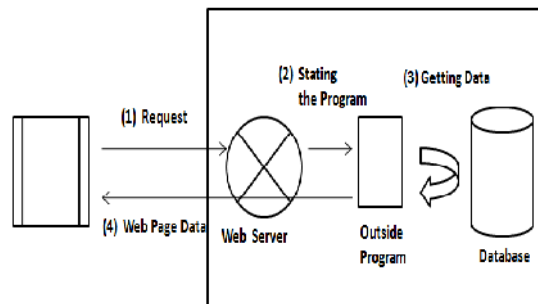 (1) Request
(2) Stating
the Program
(3) Getting Data
(4) Web Page Data
Web Server
Outside
Program
Database